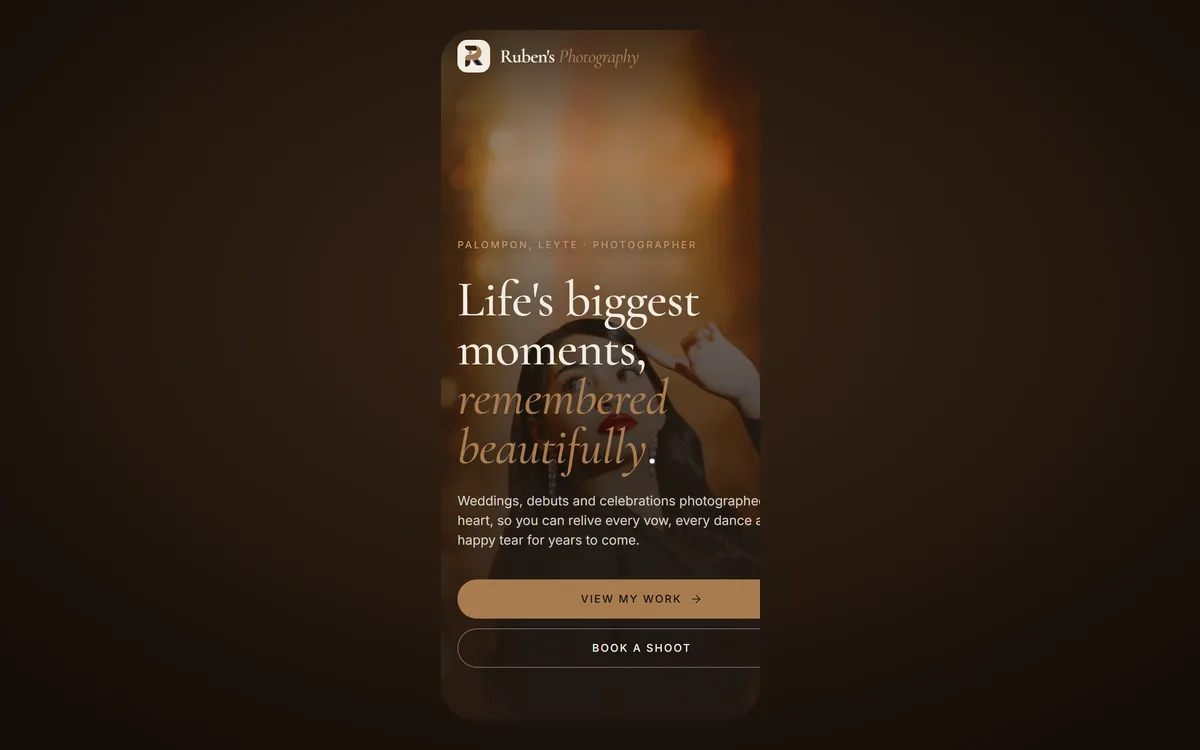 Ruben's Photography
PALOMPON, LEYTE · PHOTOGRAPHER
Life's biggest
moments,
remembered
beautifully.
Weddings, debuts and celebrations photographe
heart, so you can relive every vow, every dance a
happy tear for years to come.
VIEW MY WORK →
BOOK A SHOOT